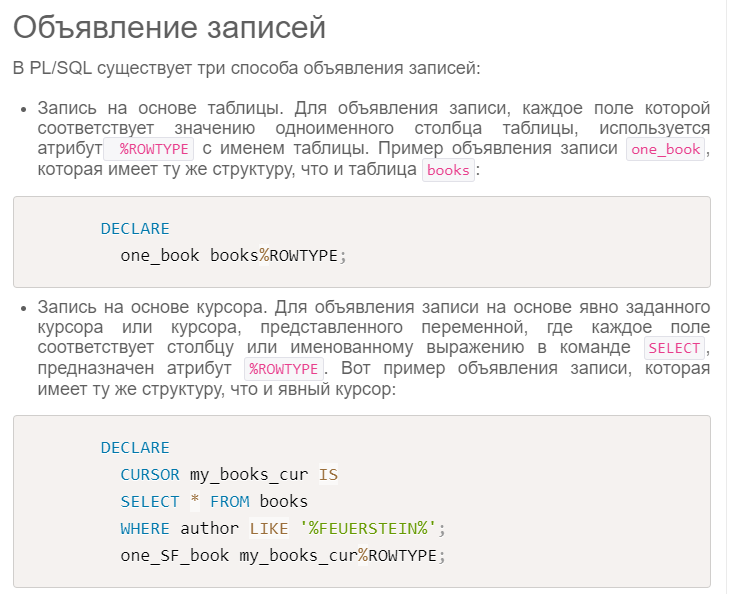 Объявление записей
В PL/SQL существует три способа объявления записей:
• Запись на основе таблицы. Для объявления записи, каждое поле которой
соответствует значению одноименного столбца таблицы, используется
атрибут %ROWTYPE с именем таблицы. Пример объявления записи one_book,
которая имеет ту же структуру, что и таблица books:
DECLARE
one_book books%ROWTYPE;
• Запись на основе курсора. Для объявления записи на основе явно заданного
курсора или курсора, представленного переменной, где каждое поле
соответствует столбцу или именованному выражению в команде SELECT,
предназначен атрибут %ROWTYPE. Вот пример объявления записи, которая
имеет ту же структуру, что и явный курсор:
DECLARE
CURSOR my_books_cur IS
SELECT * FROM books
WHERE author LIKE '%FEUERSTEIN%';
one_SF_book my_books_cur%ROWTYPE;